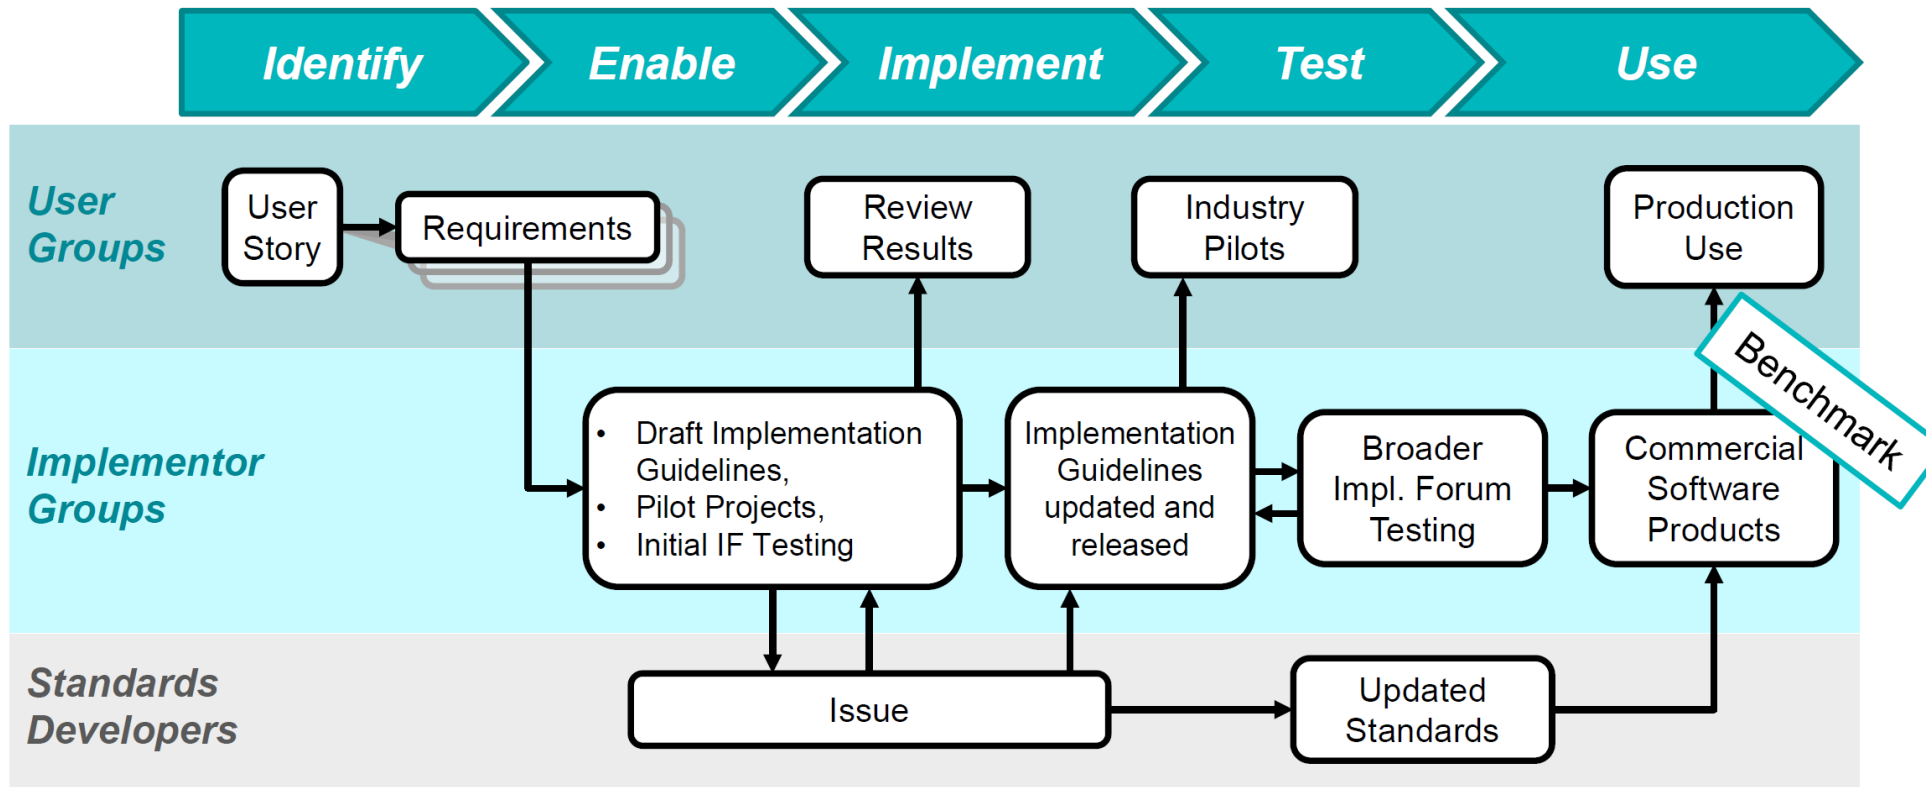 Identify
Enable
Implement
Test
Use
User
Groups
User
Story
Requirements
Review
Results
Industry
Pilots
Production
Use
Benchmark
Implementor
Groups
• Draft Implementation
Guidelines,
• Pilot Projects,
• Initial IF Testing
Implementation
Guidelines
updated and
released
Broader
Impl. Forum
Testing
Commercial
Software
Products
Standards
Developers
Issue
Updated
Standards